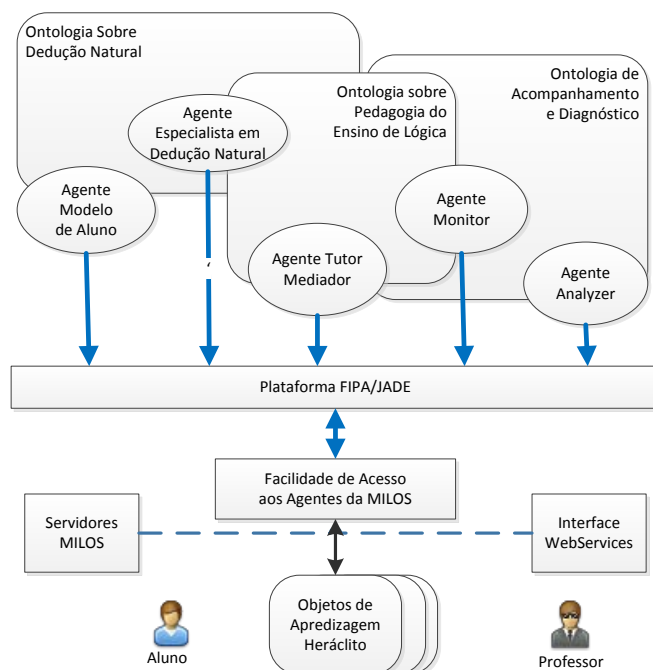 Ontologia Sobre
Dedução Natural
Ontologia sobre
Pedagogia do
Ensino de Lógica
Ontologia de
Acompanhamento
e Diagnóstico
Agente
Especialista em
Dedução Natural
Agente
Modelo
de Aluno
Agente
Monitor
Agente Tutor
Mediador
Agente
Analyzer
Plataforma FIPA/JADE
Facilidade de Acesso
aos Agentes da MILOS
Servidores
MILOS
Interface
WebServices
Objetos de
Apredizagem
Heráclito
Aluno
Professor